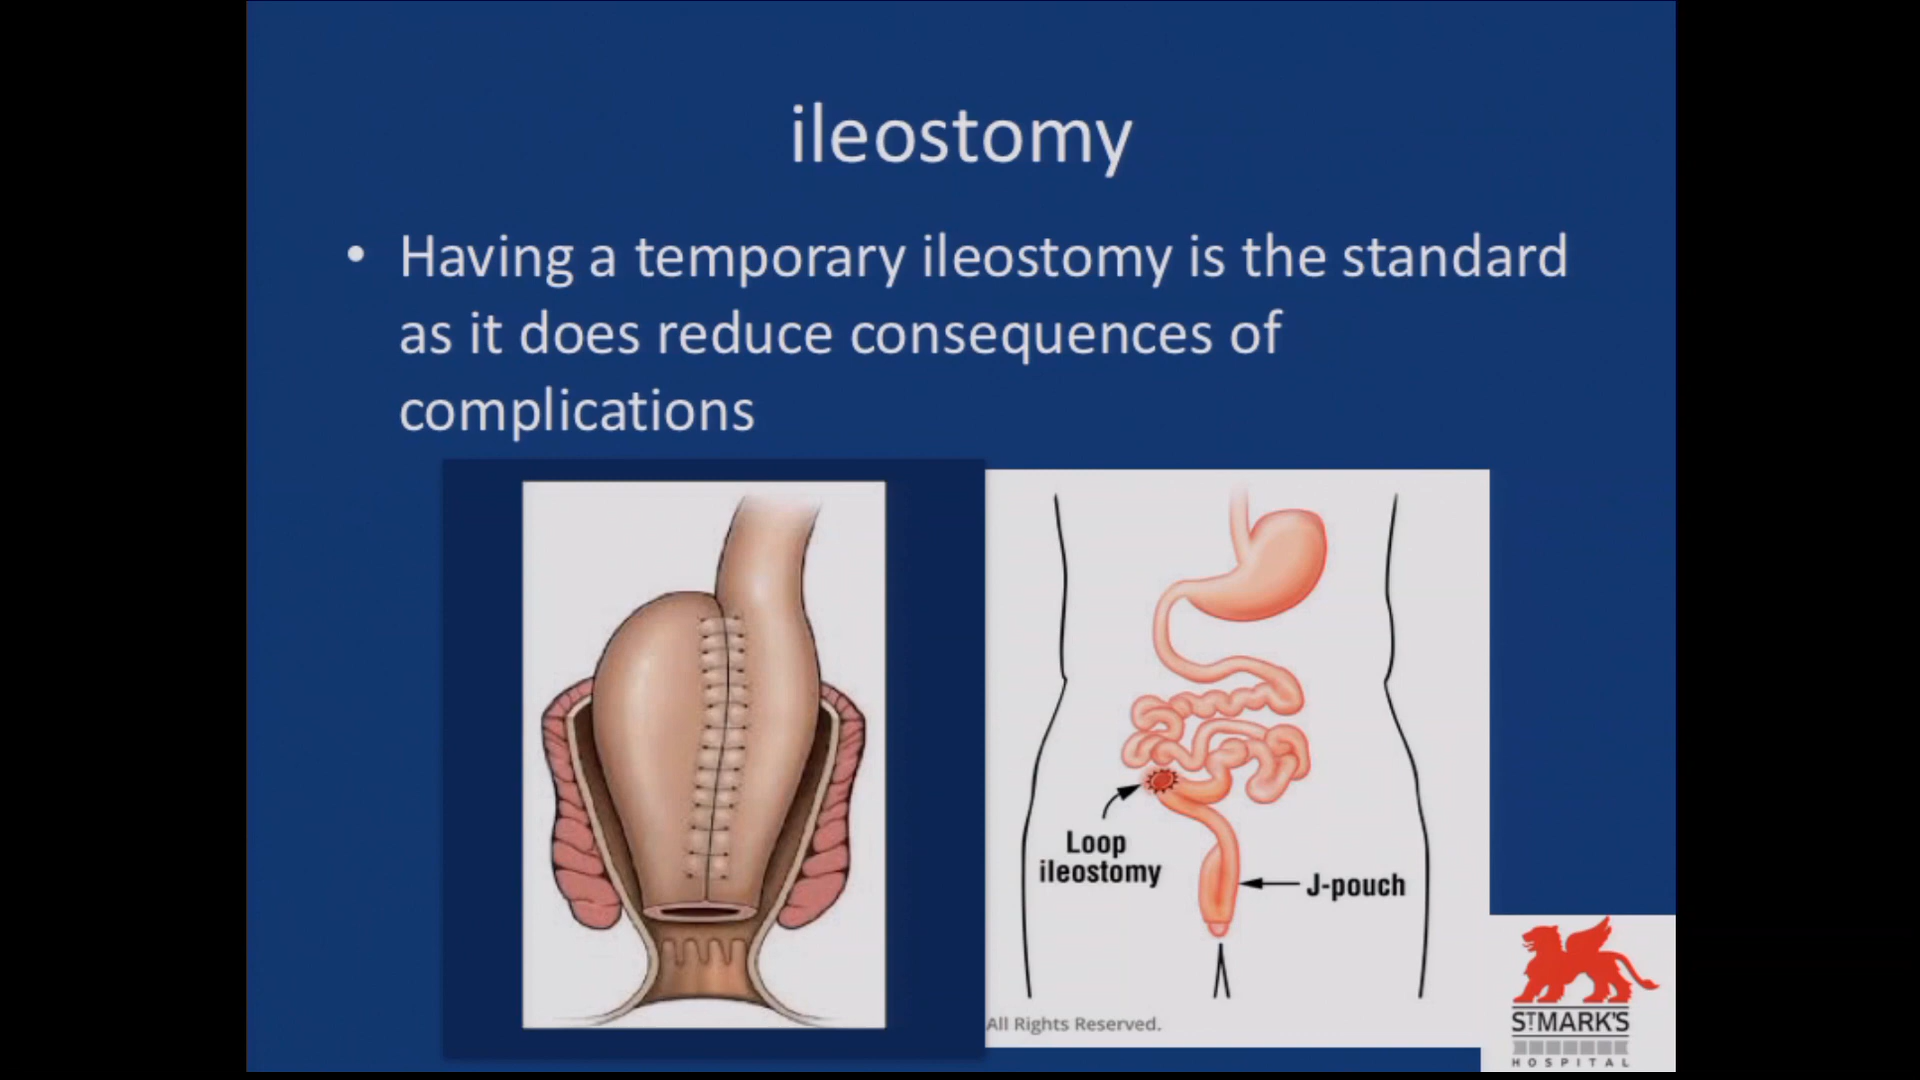 ileostomy
• Having a temporary ileostomy is the standard
as it does reduce consequences of
complications
Loop
ileostomy
J-pouch
All Rights Reserved.
ST MARK'S
HOSPITAL